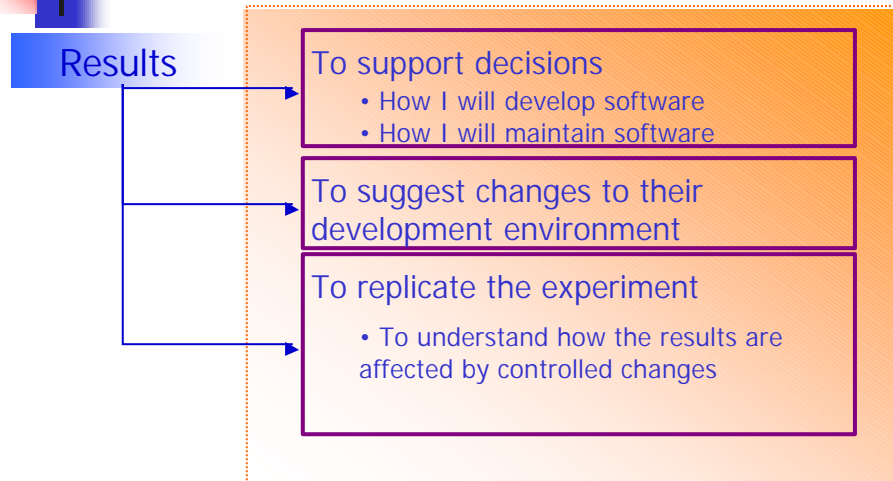 Results
To support decisions
• How I will develop software
• How I will maintain software
To suggest changes to their
development environment
To replicate the experiment
• To understand how the results are
affected by controlled changes